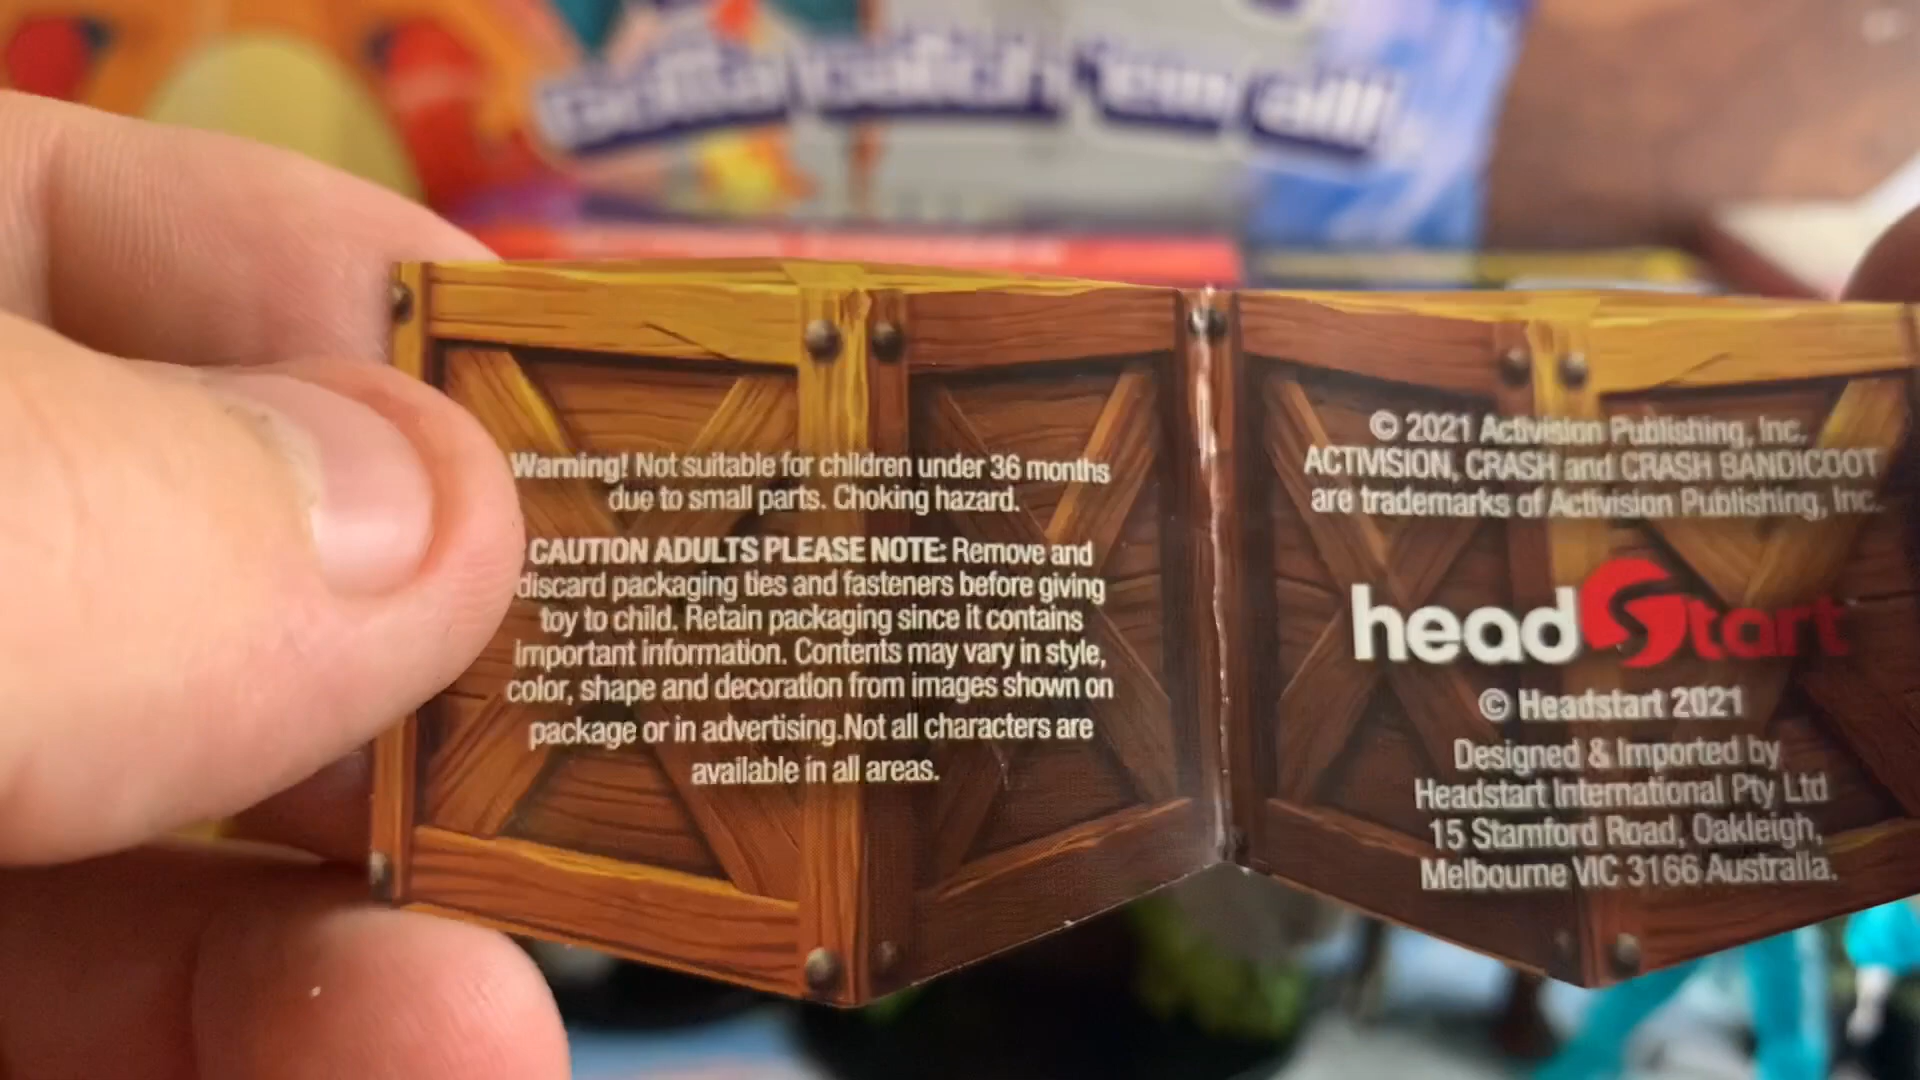 Gotta catch 'em all!
Warning! Not suitable for children under 36 months
due to small parts. Choking hazard.
CAUTION ADULTS PLEASE NOTE: Remove and
discard packaging ties and fasteners before giving
toy to child. Retain packaging since it contains
important information. Contents may vary in style,
color, shape and decoration from images shown on
package or in advertising.Not all characters are
available in all areas.
© 2021 Activision Publishing, Inc.
ACTIVISION, CRASH and CRASH BANDICOOT
are trademarks of Activision Publishing, Inc.
headstart
© Headstart 2021
Designed & Imported by
Headstart International Pty Ltd
15 Stamford Road, Oakleigh,
Melbourne VIC 3166 Australia.